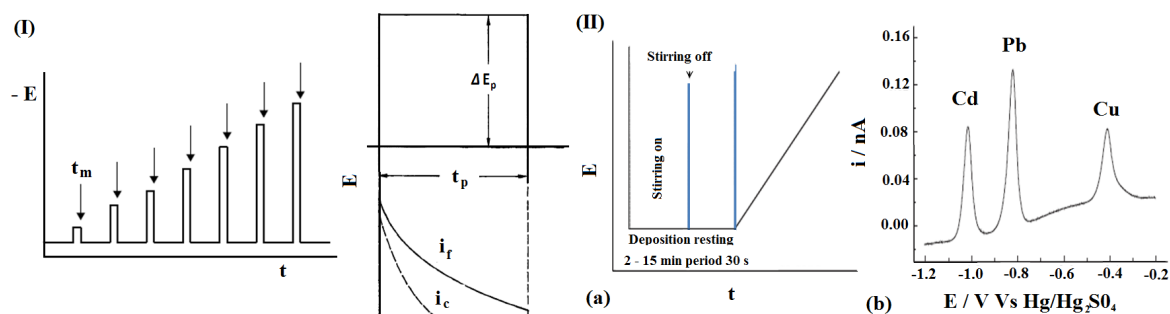 (I)
- E
t_m
t
Δ E_p
E
t_p
i_f
i_c
(II)
Stirring off
Stirring on
E
Deposition resting
2 - 15 min period 30 s
(a)
t
0.16
0.12
0.08
0.04
0.00
i / nA
Cd
Pb
Cu
-1.2 -1.0 -0.8 -0.6 -0.4 -0.2
(b)
E / V Vs Hg/Hg₂S0₄